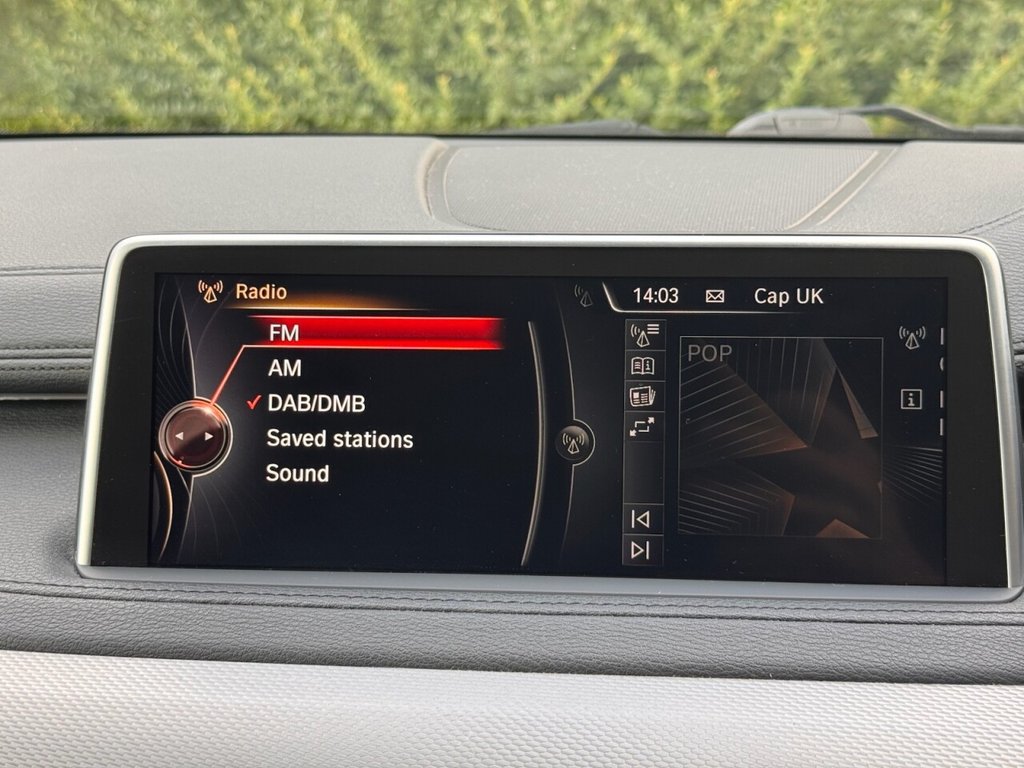 Radio
FM
AM
DAB/DMB
Saved stations
Sound
14:03 Cap UK
POP